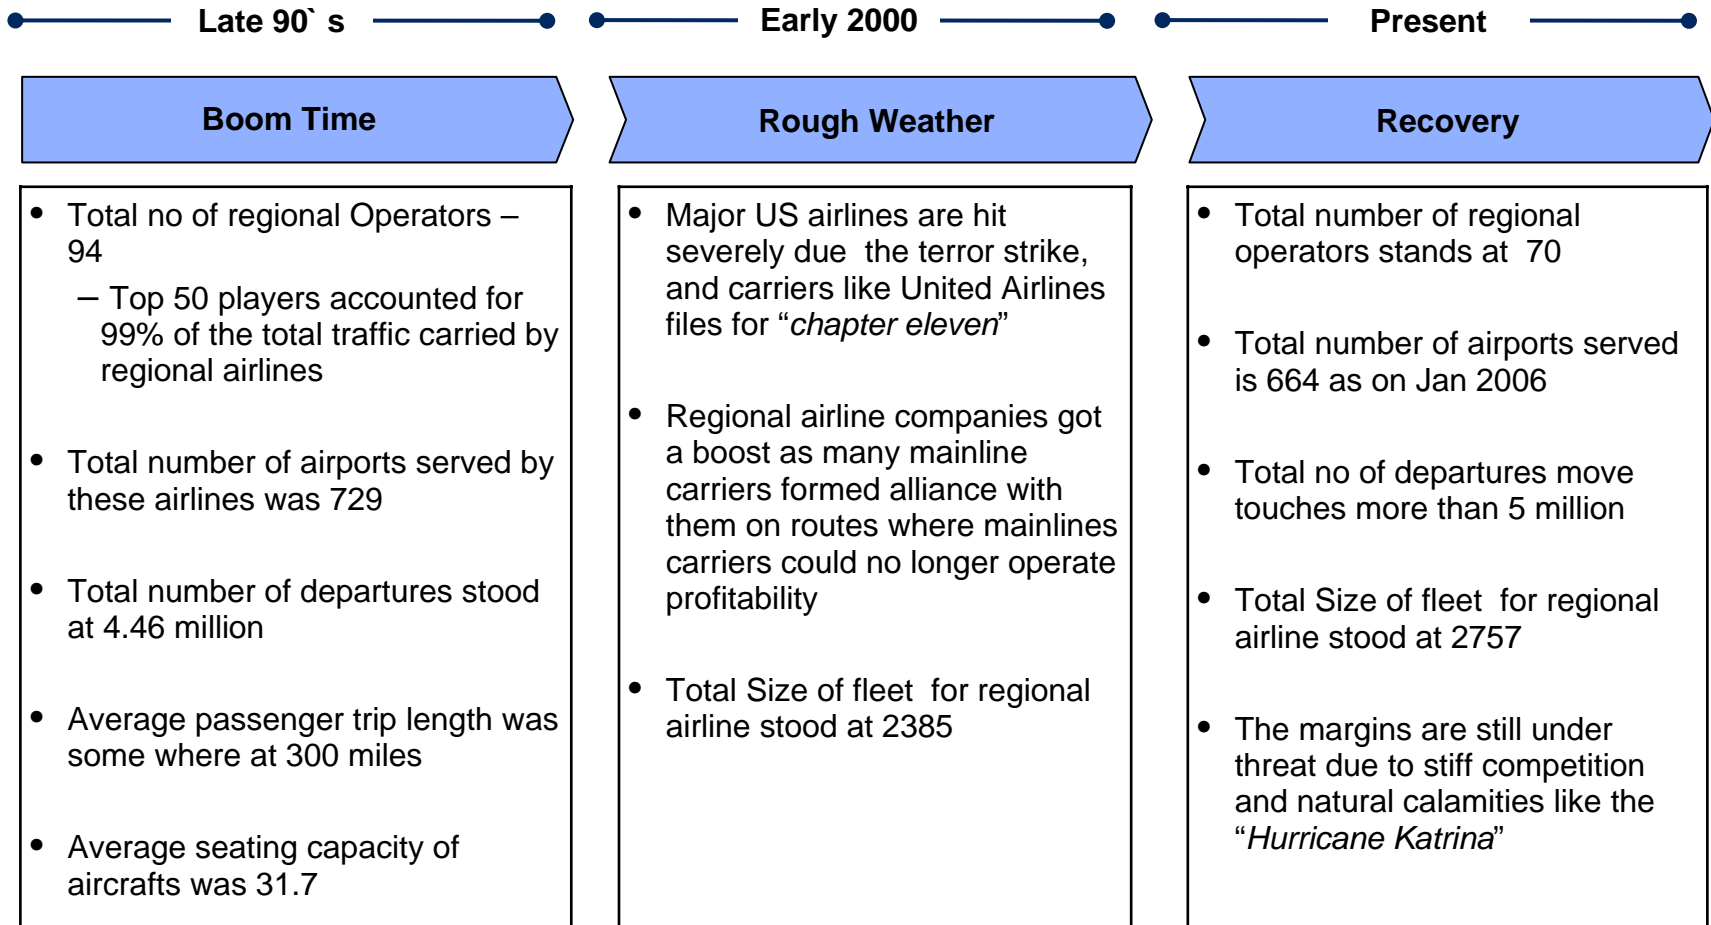 Late 90` s
Early 2000
Present
Boom Time
Rough Weather
Recovery
• Total no of regional Operators –
94
– Top 50 players accounted for
99% of the total traffic carried by
regional airlines
• Total number of airports served by
these airlines was 729
• Total number of departures stood
at 4.46 million
• Average passenger trip length was
some where at 300 miles
• Average seating capacity of
aircrafts was 31.7
• Major US airlines are hit
severely due  the terror strike,
and carriers like United Airlines
files for “chapter eleven”
• Regional airline companies got
a boost as many mainline
carriers formed alliance with
them on routes where mainlines
carriers could no longer operate
profitability
• Total Size of fleet  for regional
airline stood at 2385
• Total number of regional
operators stands at  70
• Total number of airports served
is 664 as on Jan 2006
• Total no of departures move
touches more than 5 million
• Total Size of fleet  for regional
airline stood at 2757
• The margins are still under
threat due to stiff competition
and natural calamities like the
“Hurricane Katrina”